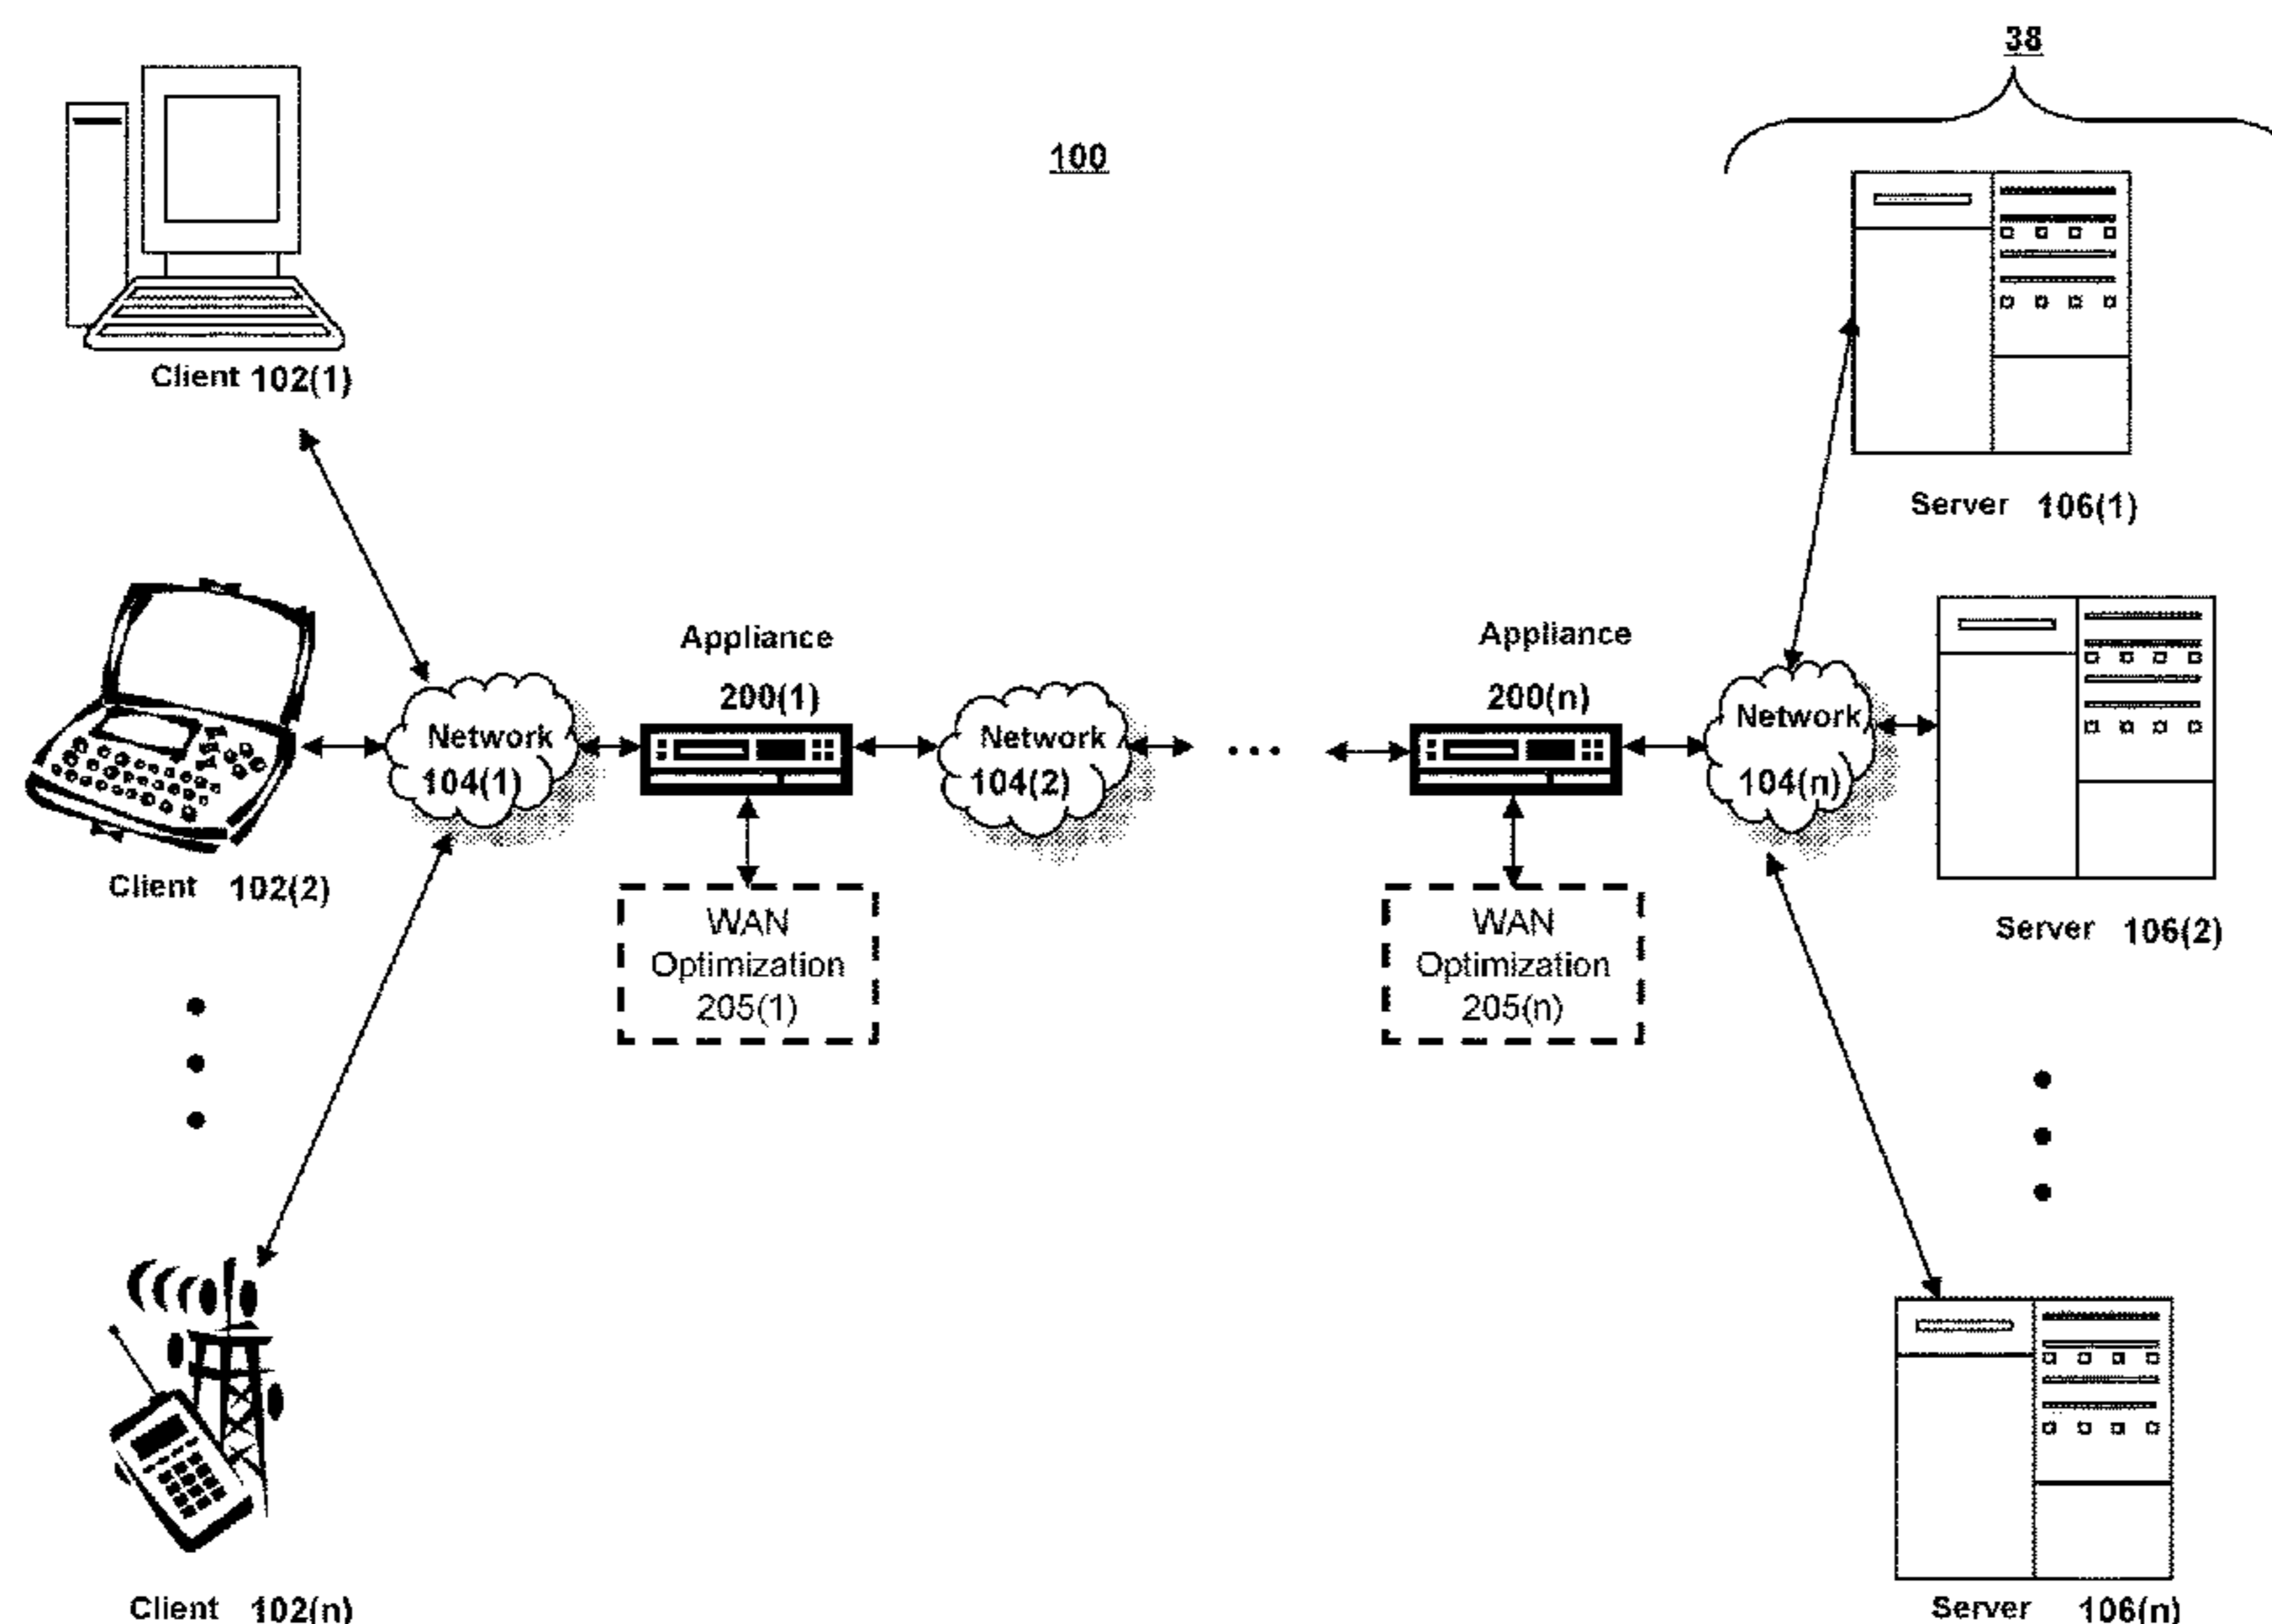 38
100
Client 102(1)
Server 106(1)
Appliance
200(1)
Appliance
200(n)
Network
104(1)
Network
104(2)
...
Network
104(n)
Client 102(2)
WAN
Optimization
205(1)
WAN
Optimization
205(n)
Server 106(2)
Client 102(n)
Server 106(n)